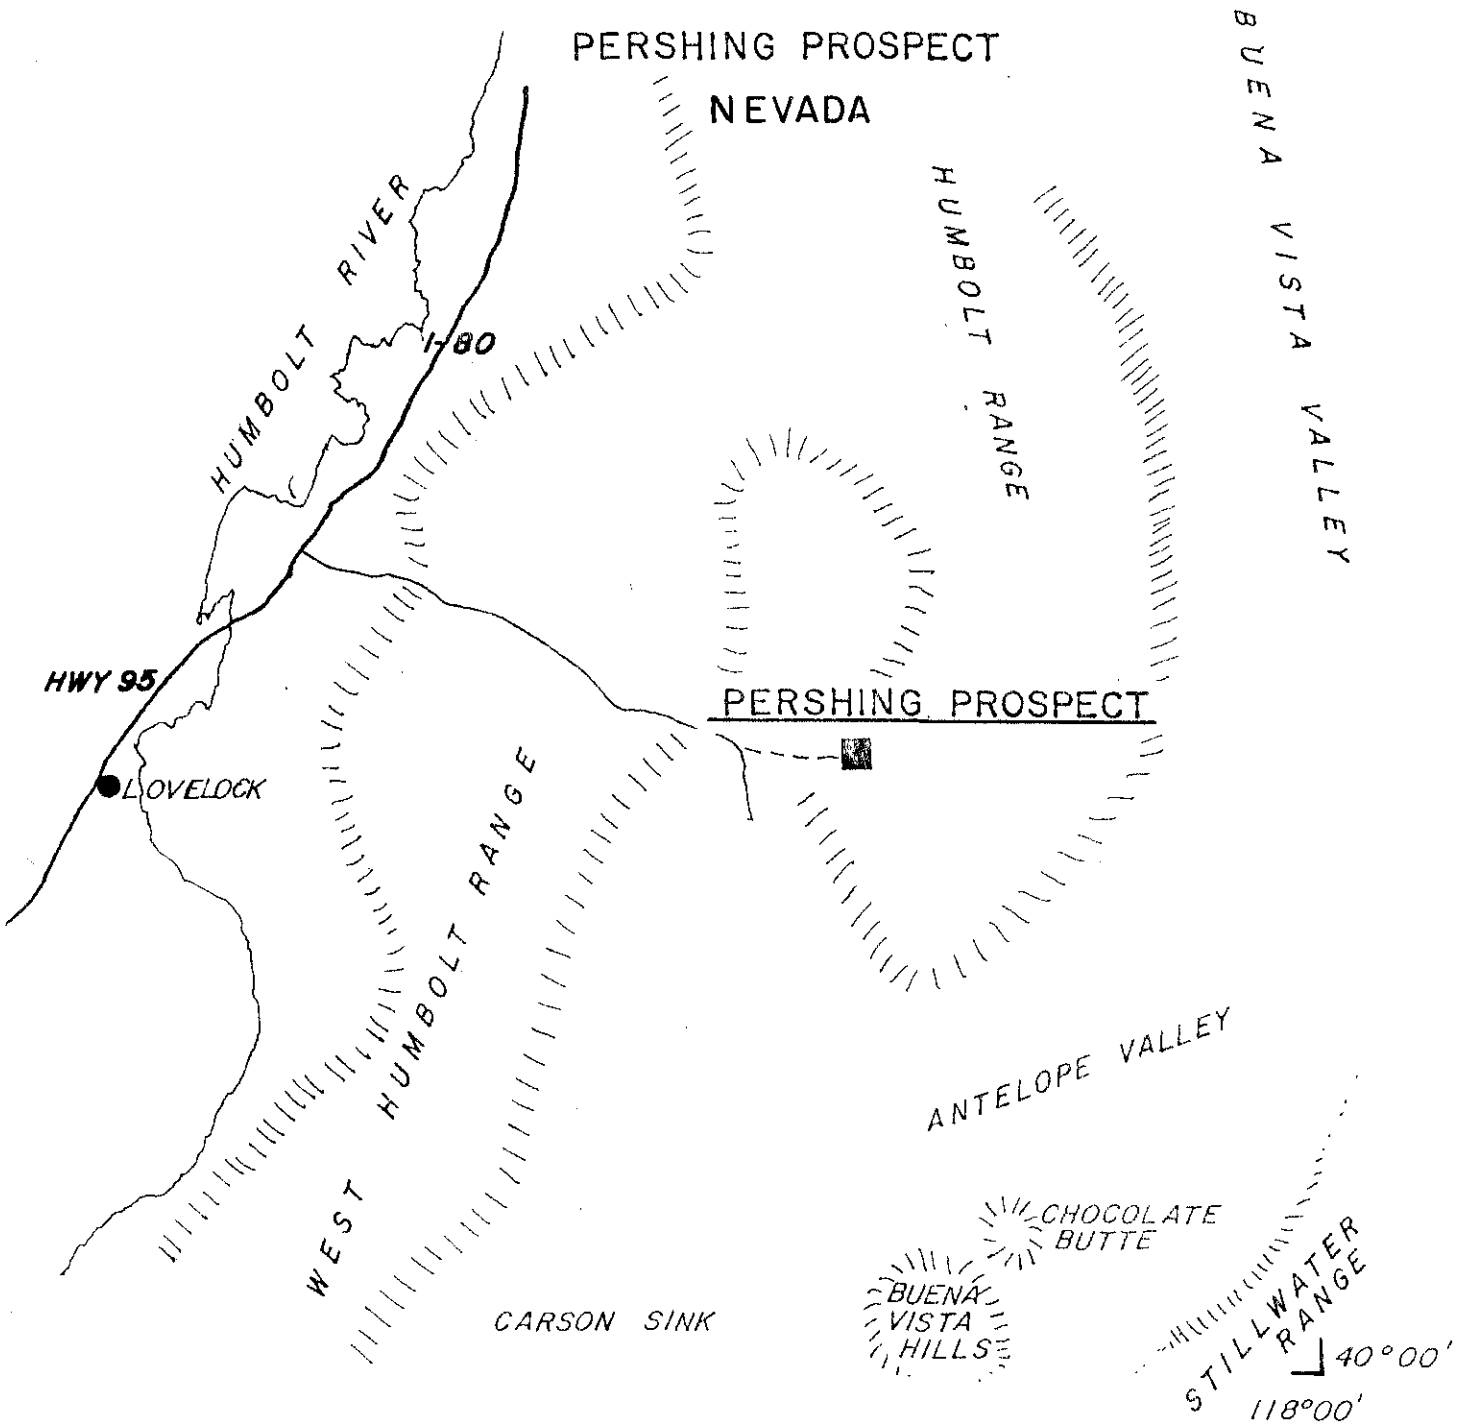 PERSHING PROSPECT
NEVADA
BUENA VISTA VALLEY
HUMBOLT RIVER
HUMBOLT RANGE
I-80
HWY 95
PERSHING PROSPECT
LOVELOCK
WEST HUMBOLT RANGE
ANTELOPE VALLEY
CHOCOLATE
BUTTE
BUENA
VISTA
HILLS
CARSON SINK
STILLWATER
RANGE
40°00'
118°00'